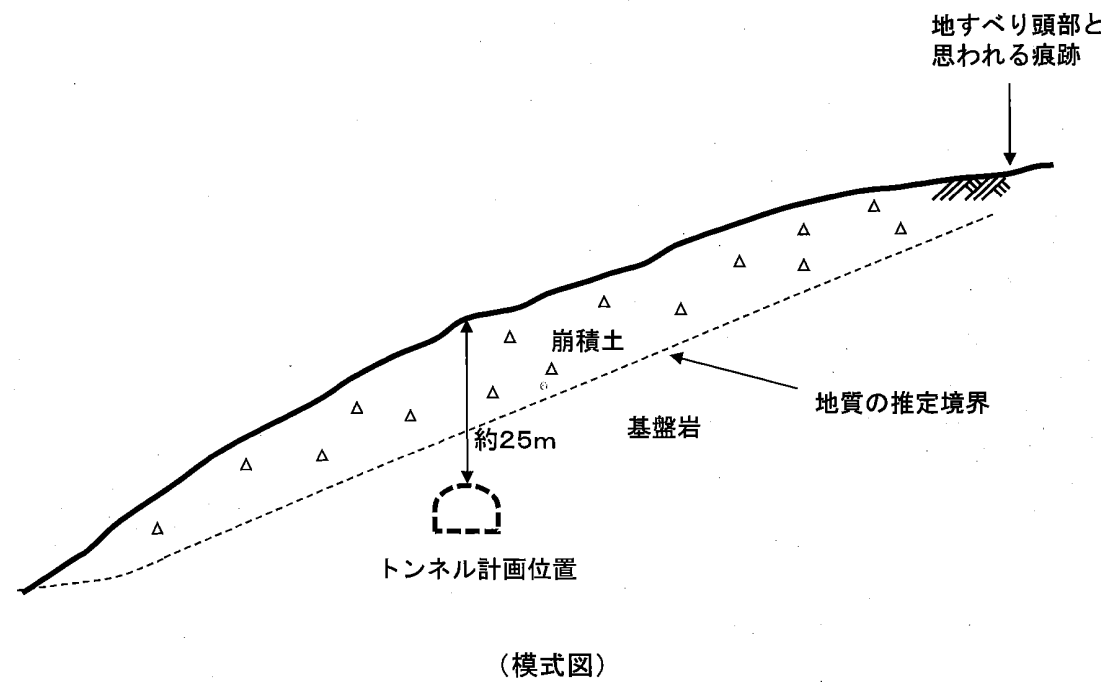 地すべり頭部と
思われる痕跡
崩積土
地質の推定境界
基盤岩
約25m
トンネル計画位置
(模式図)